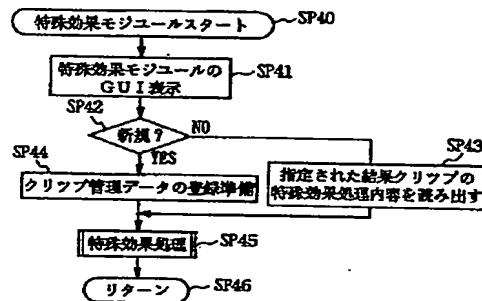 特殊効果モジュールスタート
SP40
特殊効果モジュールの
GUI表示
SP41
SP42
新規?
NO
YES
SP43
SP44
クリップ管理データの登録準備
指定された結果クリップの
特殊効果処理内容を読み出す
特殊効果処理
SP45
リターン
SP46